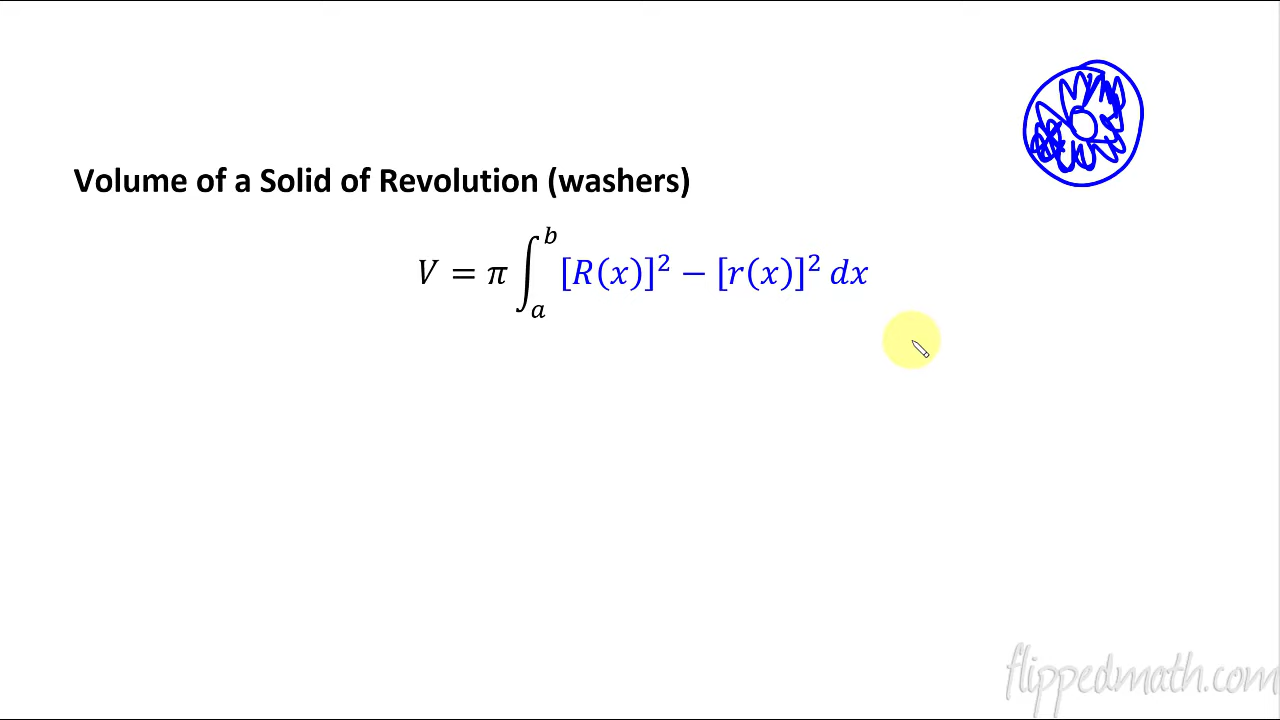 Volume of a Solid of Revolution (washers)
V = π ∫_a^b [R(x)]² − [r(x)]² dx
flippedmath.com